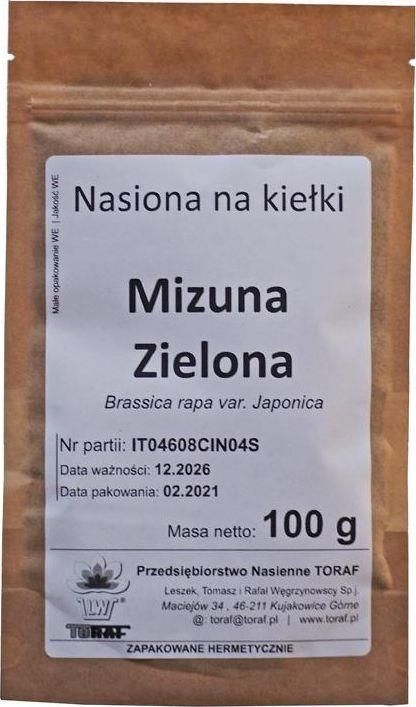 Małe opakowanie WE | Jakość WE
Nasiona na kiełki
Mizuna
Zielona
Brassica rapa var. Japonica
Nr partii: IT04608CIN04S
Data ważności: 12.2026
Data pakowania: 02.2021
Masa netto: 100 g
Przedsiębiorstwo Nasienne TORAF
Leszek, Tomasz i Rafał Węgrzynowscy Sp.j.
Maciejów 34 , 46-211 Kujakowice Górne
@: toraf@toraf.pl | www.toraf.pl
TORAF
ZAPAKOWANE HERMETYCZNIE